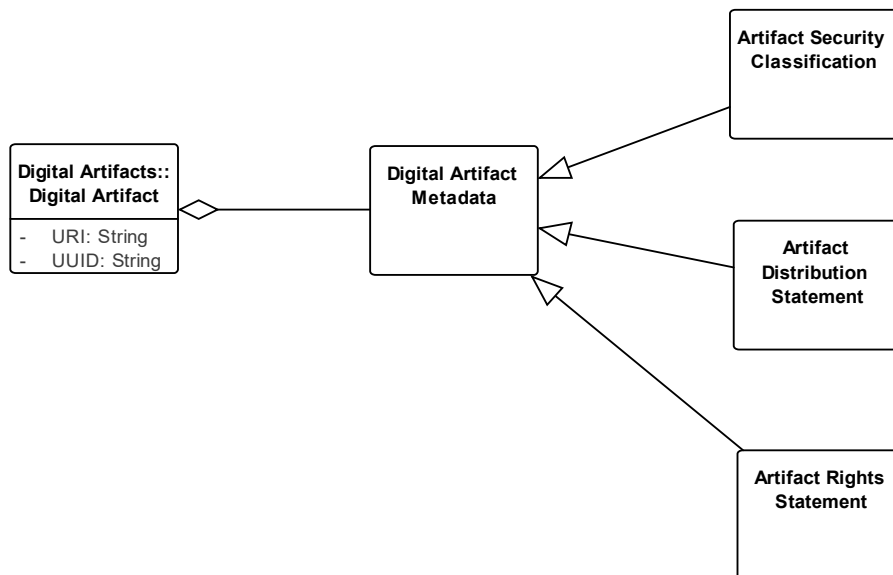 Artifact Security
Classification
Digital Artifacts::
Digital Artifact
- URI: String
- UUID: String
Digital Artifact
Metadata
Artifact
Distribution
Statement
Artifact Rights
Statement